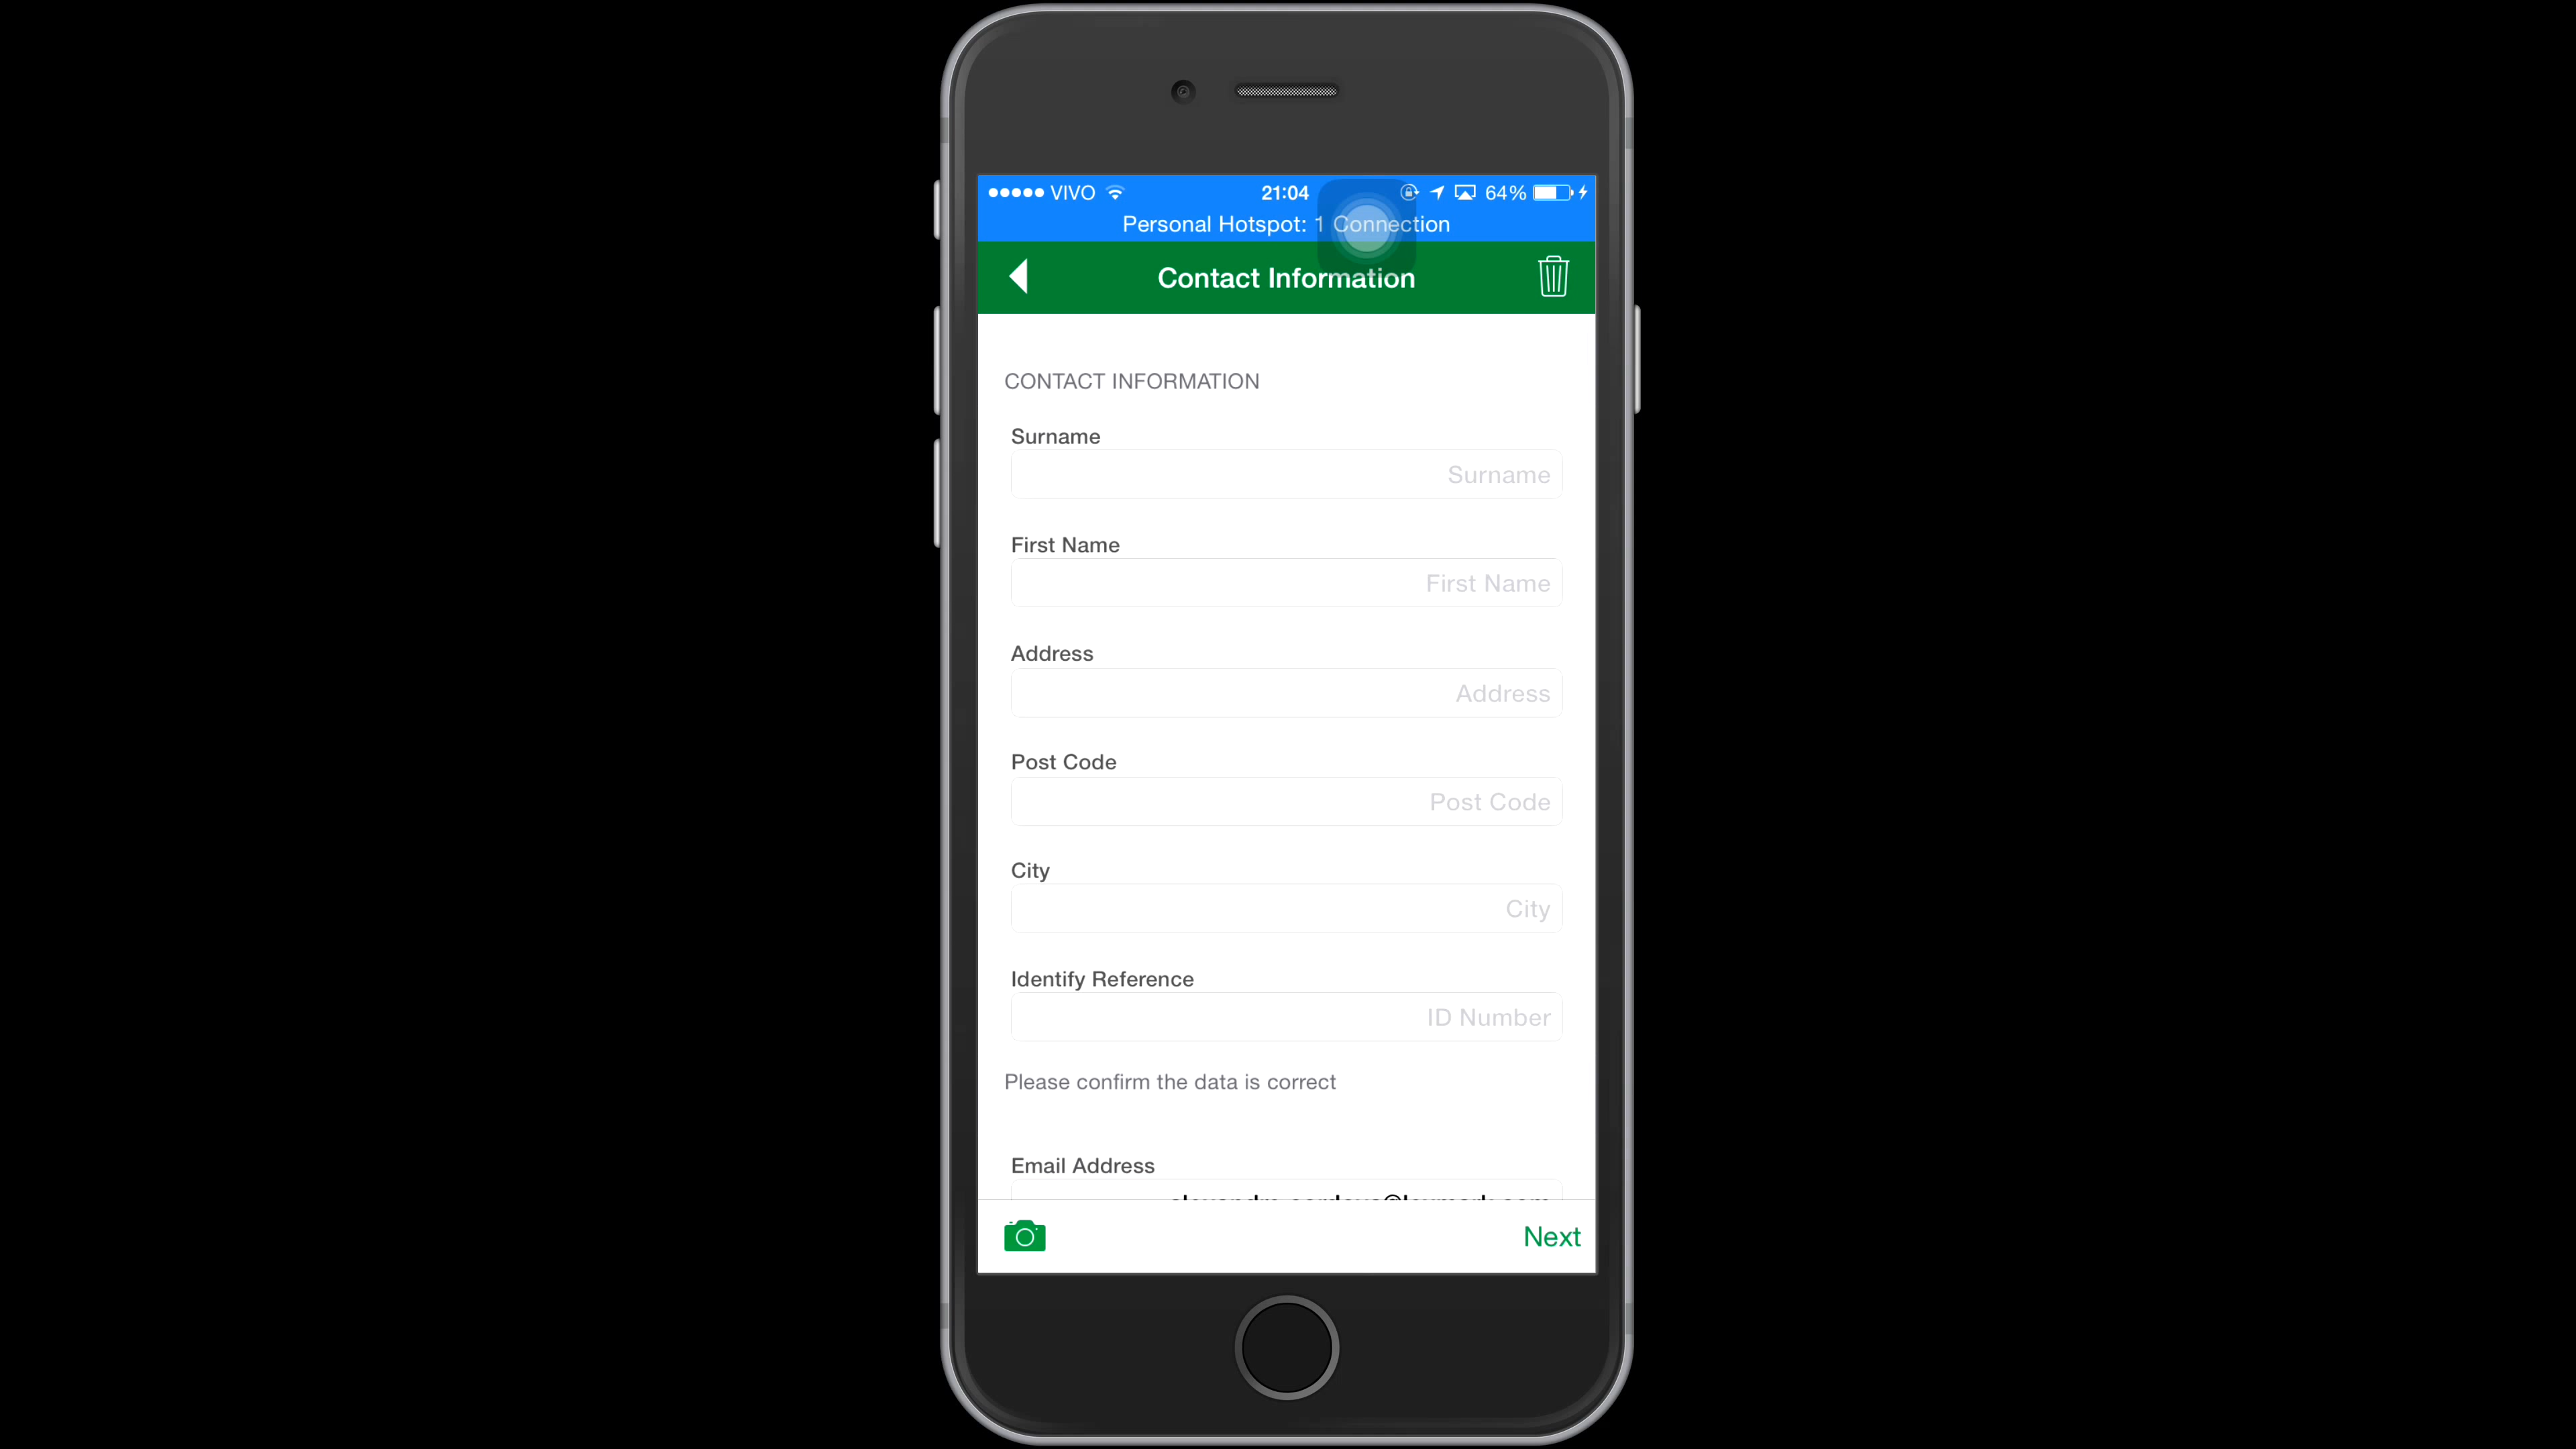 VIVO 21:04 64%
Personal Hotspot: 1 Connection
Contact Information
CONTACT INFORMATION
Surname
Surname
First Name
First Name
Address
Address
Post Code
Post Code
City
City
Identify Reference
ID Number
Please confirm the data is correct
Email Address
Next